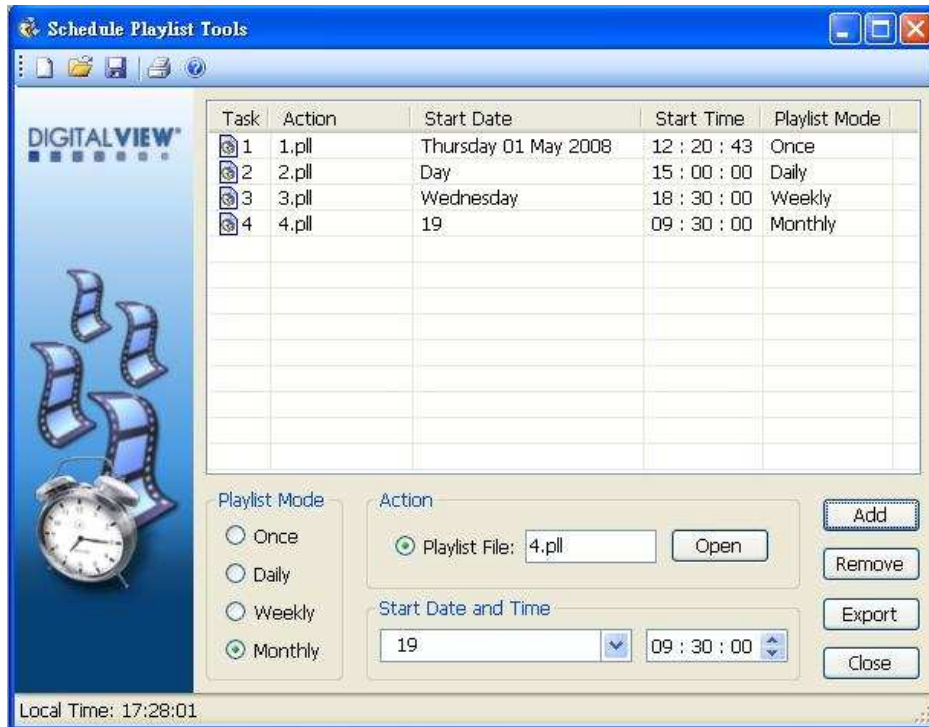 Schedule Playlist Tools
DIGITALVIEW
Task Action Start Date Start Time Playlist Mode
1 1.pll Thursday 01 May 2008 12 : 20 : 43 Once
2 2.pll Day 15 : 00 : 00 Daily
3 3.pll Wednesday 18 : 30 : 00 Weekly
4 4.pll 19 09 : 30 : 00 Monthly
Playlist Mode
Once
Daily
Weekly
Monthly
Action
Playlist File: 4.pll Open
Start Date and Time
19 09 : 30 : 00
Add
Remove
Export
Close
Local Time: 17:28:01